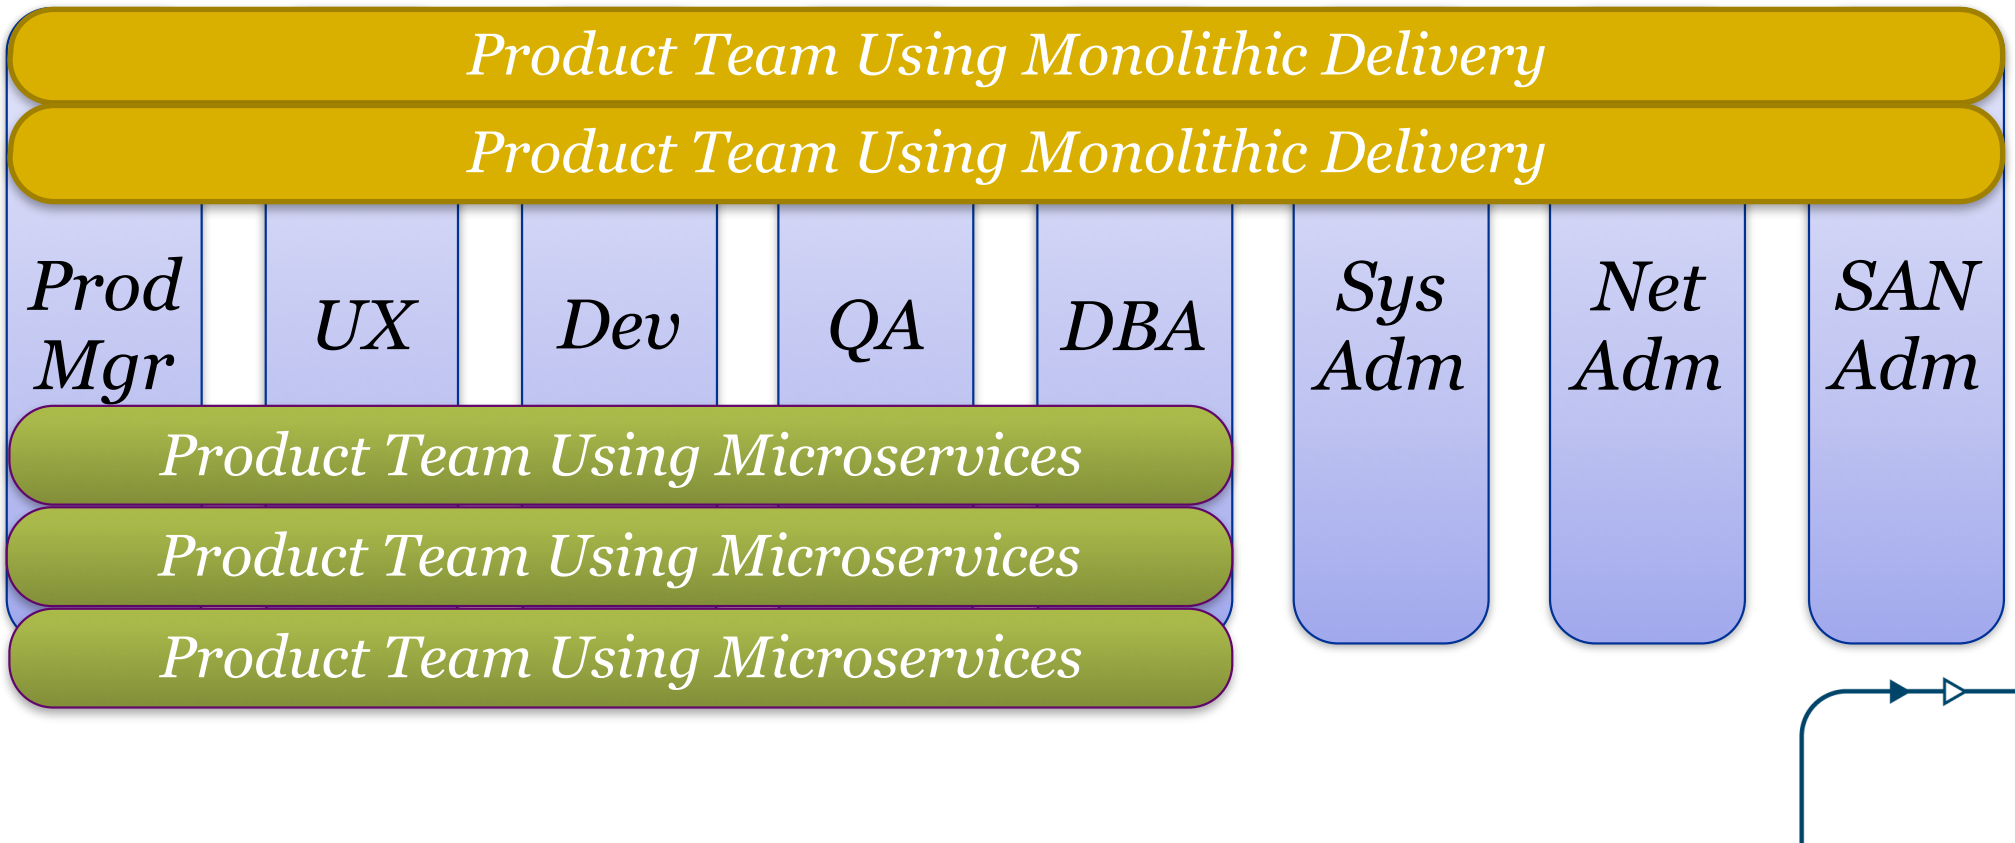 Product Team Using Monolithic Delivery
Product Team Using Monolithic Delivery
Prod
Mgr
UX
Dev
QA
DBA
Sys
Adm
Net
Adm
SAN
Adm
Product Team Using Microservices
Product Team Using Microservices
Product Team Using Microservices